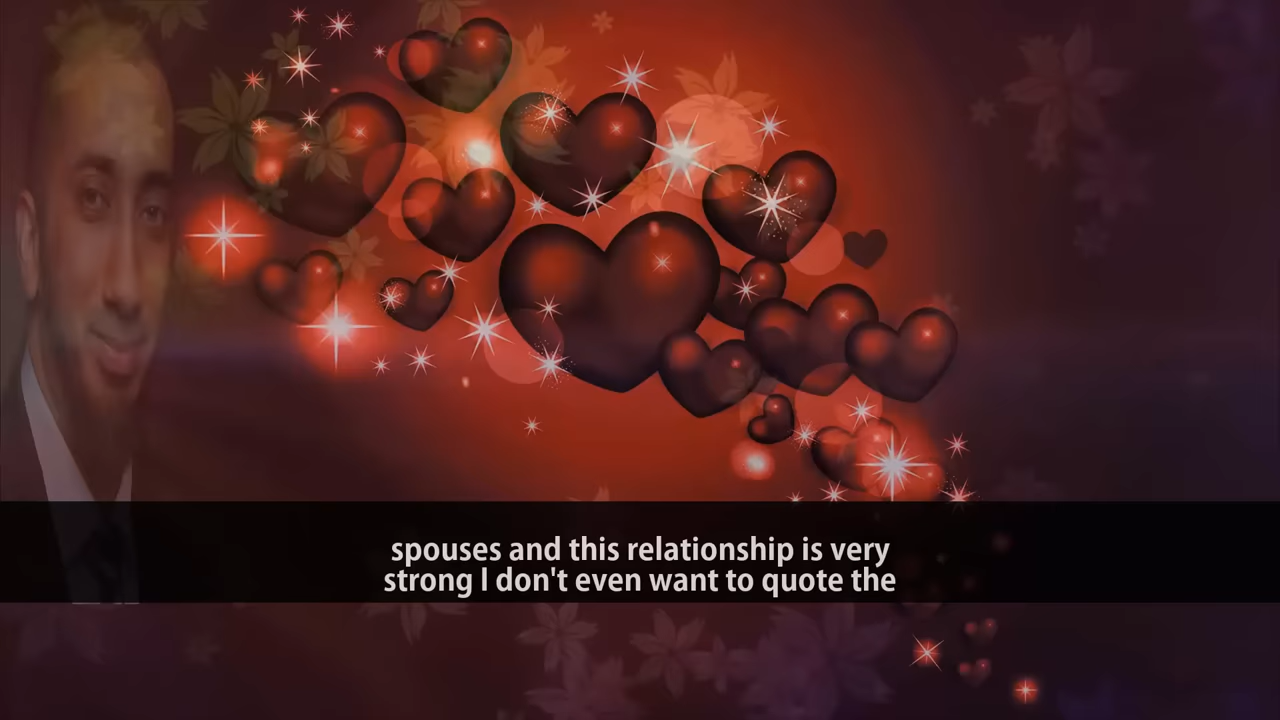 spouses and this relationship is very
strong I don't even want to quote the